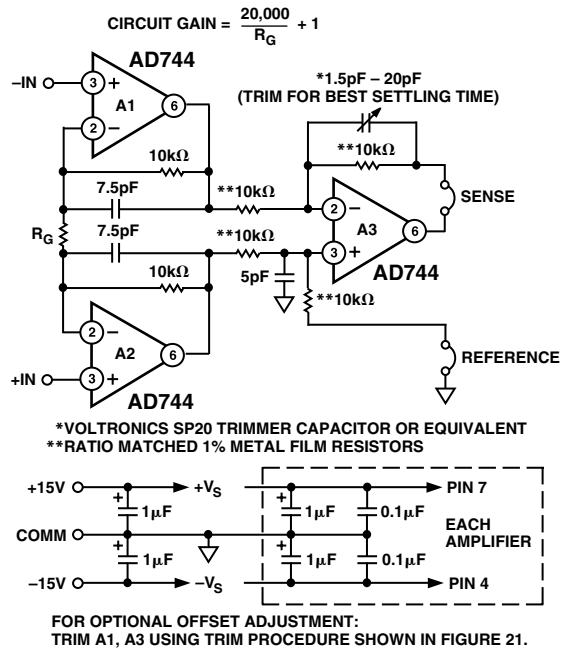 CIRCUIT GAIN = 20,000 / RG + 1
AD744
–IN
3
+
A1
6
2
–
*1.5pF – 20pF
(TRIM FOR BEST SETTLING TIME)
10kΩ
**10kΩ
7.5pF
**10kΩ
SENSE
RG
7.5pF
**10kΩ
2
–
A3
6
3
+
AD744
10kΩ
5pF
**10kΩ
2
–
A2
6
+IN
3
+
AD744
REFERENCE
*VOLTRONICS SP20 TRIMMER CAPACITOR OR EQUIVALENT
**RATIO MATCHED 1% METAL FILM RESISTORS
+15V
+VS
PIN 7
+
1μF
+
1μF
0.1μF
EACH
AMPLIFIER
COMM
+
1μF
+
1μF
0.1μF
–15V
–VS
PIN 4
FOR OPTIONAL OFFSET ADJUSTMENT:
TRIM A1, A3 USING TRIM PROCEDURE SHOWN IN FIGURE 21.